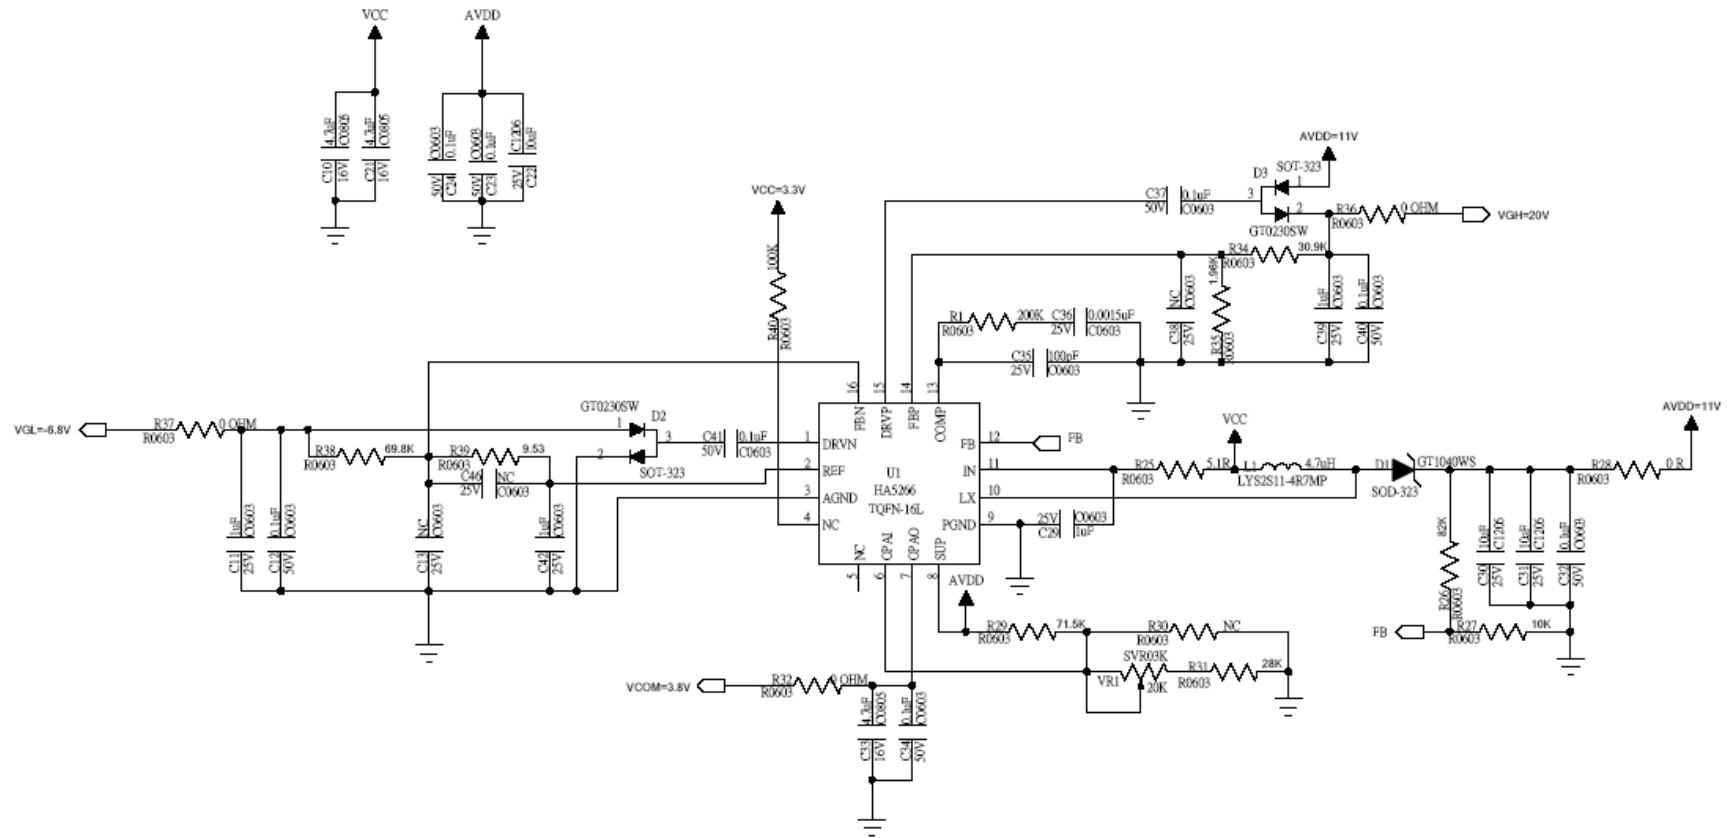 VCC
AVDD
4.7uF
C0805
C10
16V
4.7uF
C0805
C21
16V
C0603
0.1uF
50V
C24
C0603
0.1uF
50V
C23
C1206
10uF
25V
C22
AVDD=11V
D3
SOT-323
C37
0.1uF
3
1
50V
C0603
2
GT0230SW
R36
0 OHM
R0603
VGH=20V
VCC=3.3V
100K
R40
R0603
R34
30.9K
R0603
1.96K
R35
R0603
NC
C0603
C38
25V
1uF
C0603
C39
25V
0.1uF
C0603
C40
50V
R1
200K
C36
0.0015uF
R0603
25V
C0603
C35
100pF
25V
C0603
16
15
14
13
FBN
DRVP
FBP
COMP
GT0230SW
D2
VGL=-6.8V
R37
0 OHM
R0603
1
3
2
SOT-323
C41
0.1uF
50V
C0603
R38
69.8K
R0603
R39
9.53
R0603
C46
NC
25V
C0603
1uF
C0603
C11
25V
0.1uF
C0603
C12
50V
NC
C0603
C13
25V
1uF
C0603
C42
25V
1
DRVN
2
REF
3
AGND
4
NC
U1
HA5266
TQFN-16L
FB
12
FB
IN
11
LX
10
PGND
9
NC
OPAI
OPAO
SUP
5
6
7
8
VCC
R25
5.1R
R0603
L1
4.7uH
LYS2S11-4R7MP
D1
GT1040WS
SOD-323
25V
C0603
C29
1uF
AVDD=11V
R28
0 R
R0603
82K
R26
R0603
10uF
C1206
C30
25V
10uF
C1206
C31
25V
0.1uF
C0603
C32
50V
FB
R27
10K
R0603
AVDD
R29
71.5K
R0603
R30
NC
R0603
SVR03K
VR1
20K
R31
28K
R0603
VCOM=3.8V
R32
0 OHM
R0603
4.7uF
C0805
C33
16V
0.1uF
C0603
C34
50V